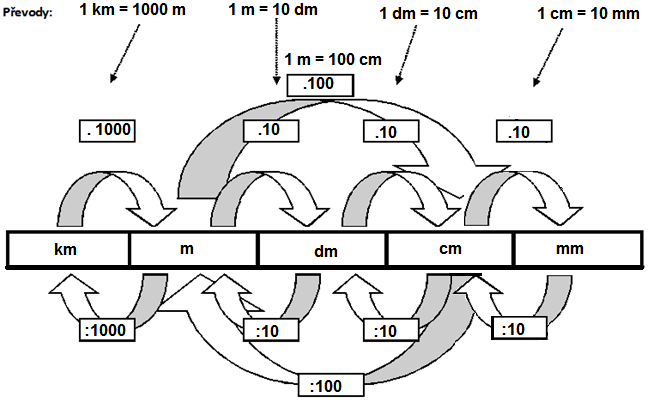 Převody:
1 km = 1000 m
1 m = 10 dm
1 dm = 10 cm
1 cm = 10 mm
1 m = 100 cm
.100
. 1000
.10
.10
.10
km
m
dm
cm
mm
:1000
:10
:10
:10
:100